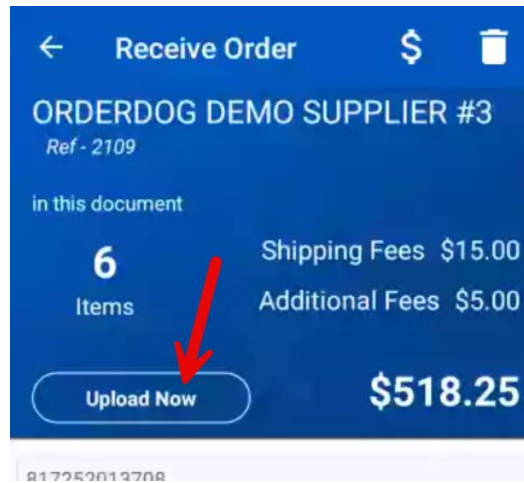 Receive Order $
ORDERDOG DEMO SUPPLIER #3
Ref - 2109
in this document
6
Items
Shipping Fees $15.00
Additional Fees $5.00
Upload Now
$518.25
817252013708